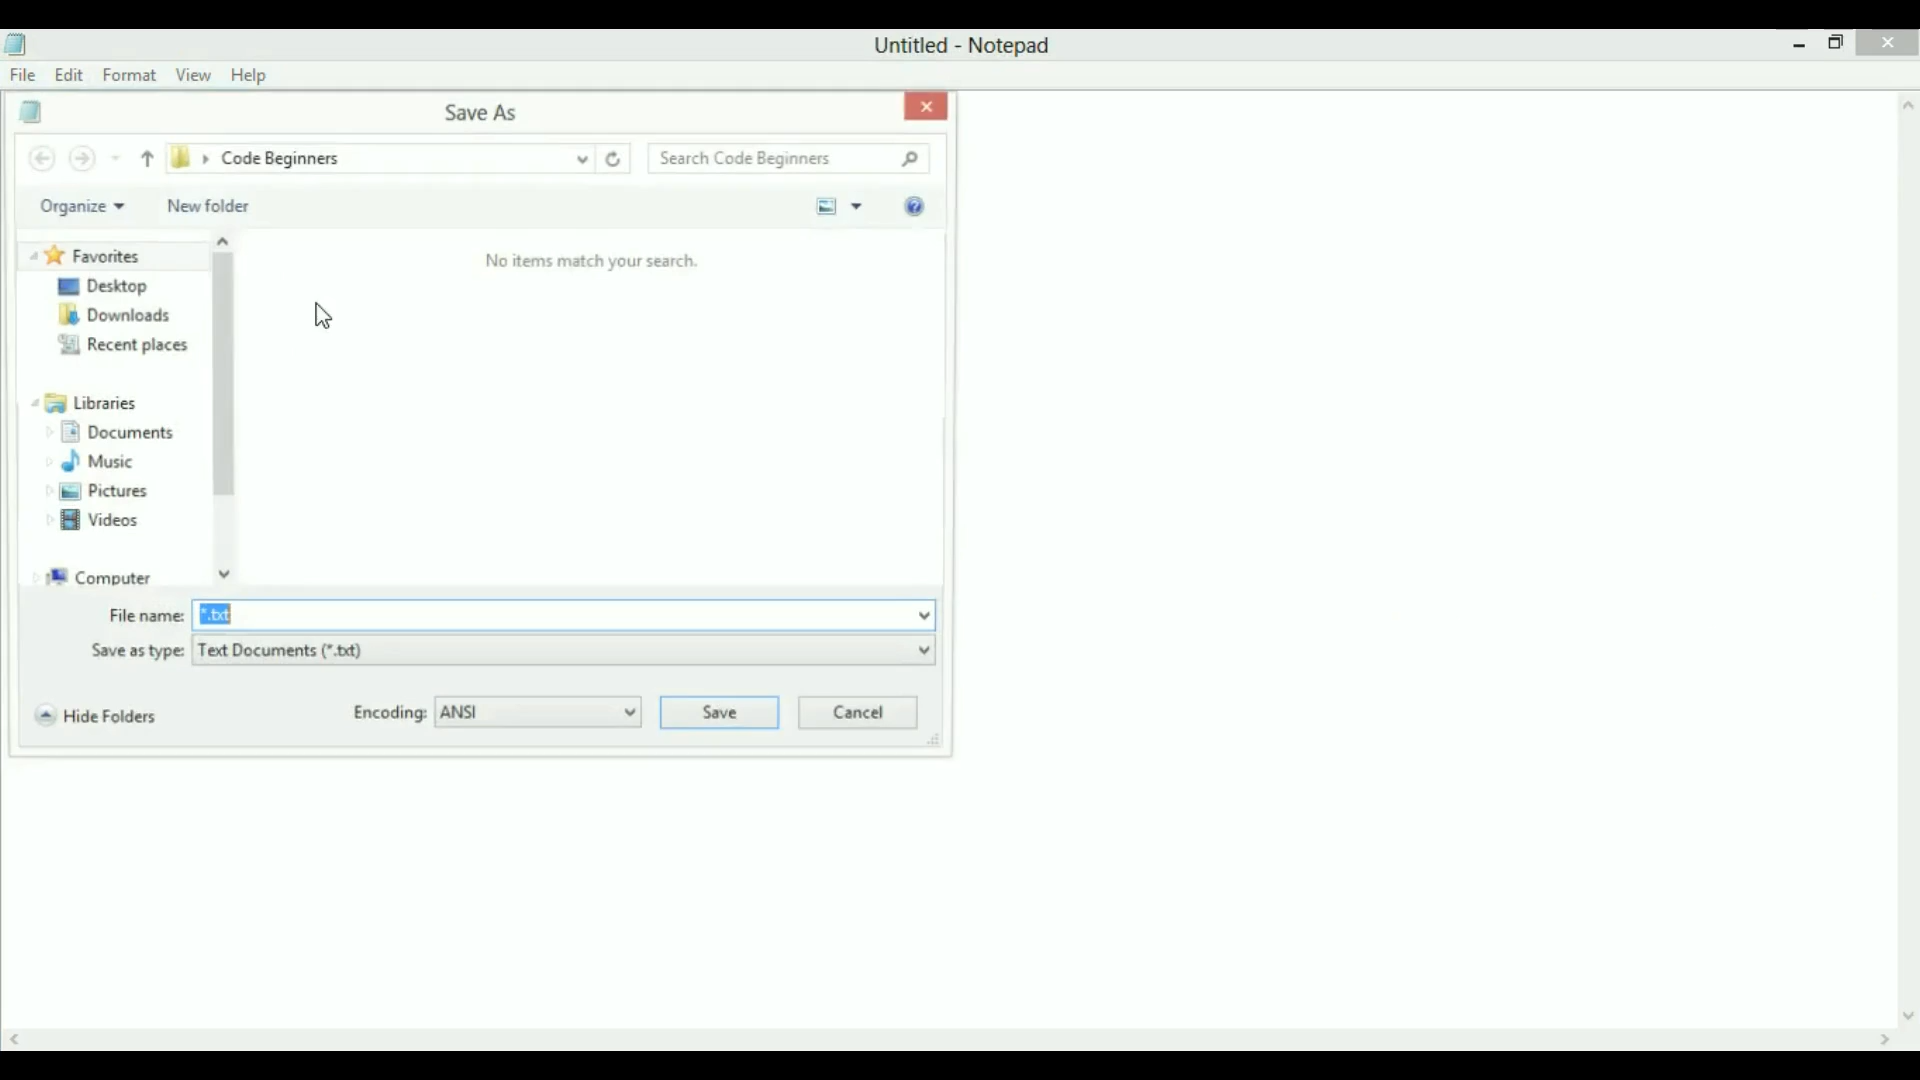 Untitled - Notepad
File Edit Format View Help
Save As
Code Beginners
Search Code Beginners
Organize
New folder
Favorites
Desktop
Downloads
Recent places
Libraries
Documents
Music
Pictures
Videos
Computer
No items match your search.
File name: *.txt
Save as type: Text Documents (*.txt)
Hide Folders
Encoding: ANSI
Save
Cancel